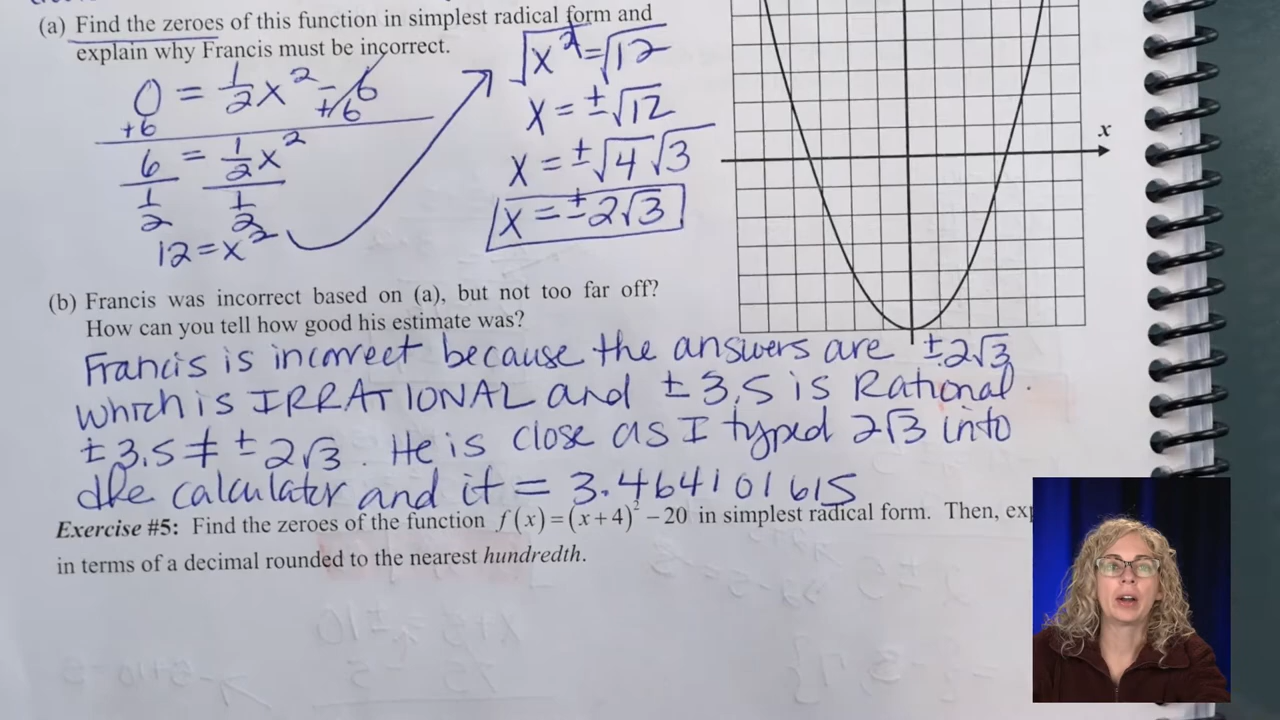 (a) Find the zeroes of this function in simplest radical form and
explain why Francis must be incorrect.
0 = 1/2 x² - 6
+6 +6
6 = 1/2 x²
1/2 1/2
12 = x²
√x² = √12
x = ±√12
x = ±√4 √3
x = ±2√3
x
(b) Francis was incorrect based on (a), but not too far off?
How can you tell how good his estimate was?
Francis is incorrect because the answers are ±2√3
which is IRRATIONAL and ±3.5 is Rational.
±3.5 ≠ ±2√3. He is close as I typed 2√3 into
the calculator and it = 3.464101615
Exercise #5: Find the zeroes of the function f(x)=(x+4)²-20 in simplest radical form. Then,
in terms of a decimal rounded to the nearest hundredth.